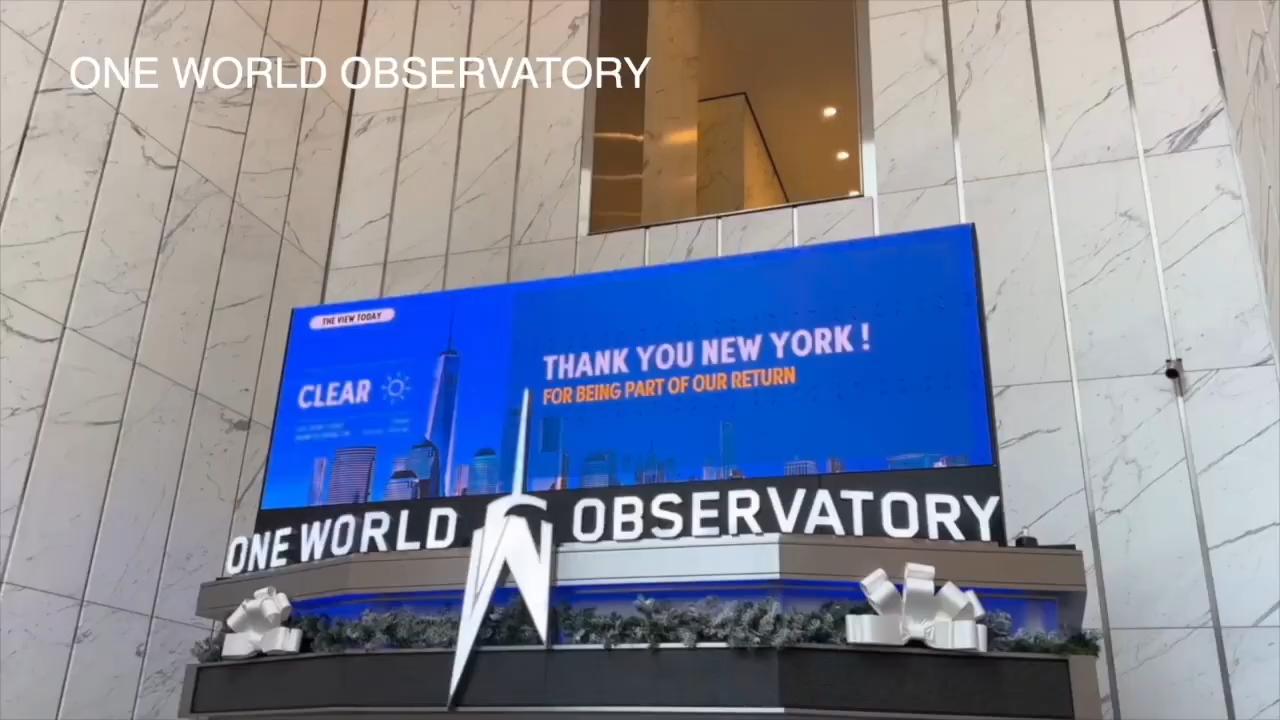 ONE WORLD OBSERVATORY
THE VIEW TODAY
CLEAR
THANK YOU NEW YORK !
FOR BEING PART OF OUR RETURN
ONE WORLD OBSERVATORY